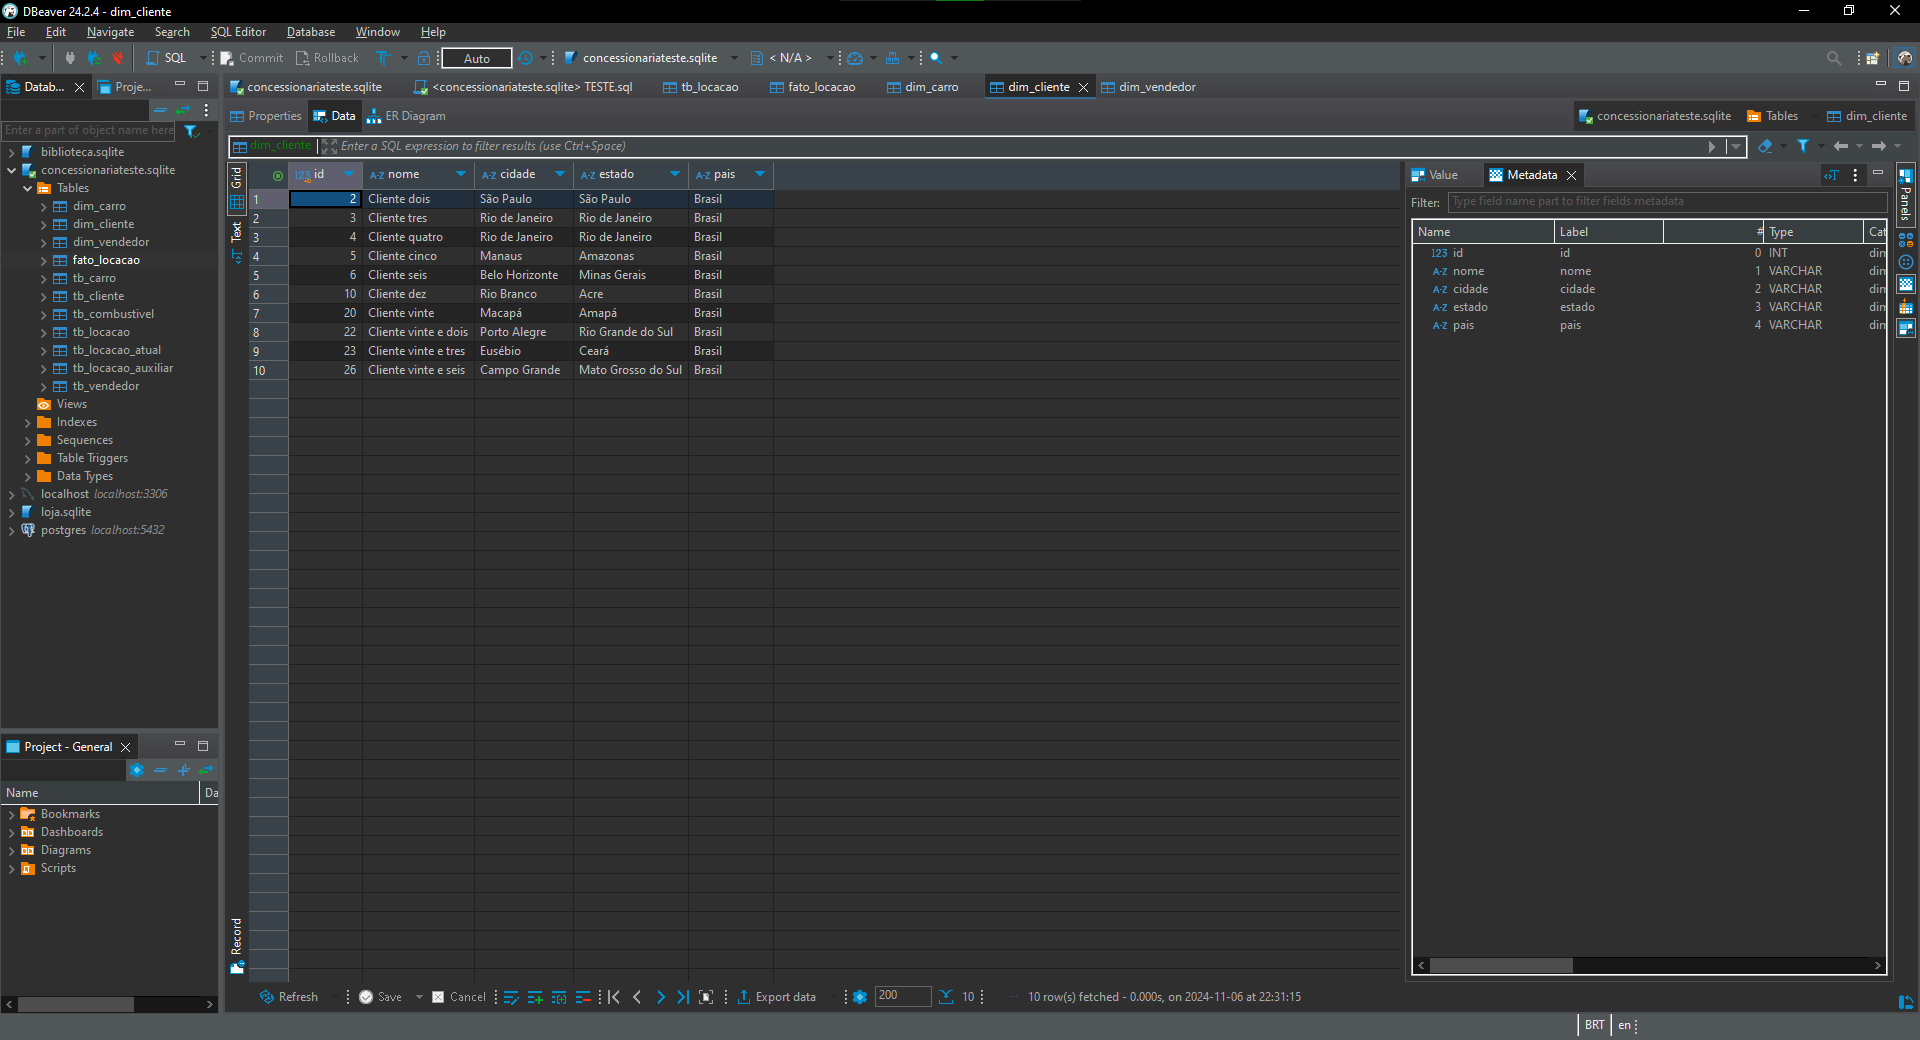 DBeaver 24.2.4 - dim_cliente
File Edit Navigate Search SQL Editor Database Window Help
SQL Commit Rollback Auto concessionariateste.sqlite < N/A >
Datab... Proje...
concessionariateste.sqlite <concessionariateste.sqlite> TESTE.sql tb_locacao fato_locacao dim_carro dim_cliente dim_vendedor
Properties Data ER Diagram concessionariateste.sqlite Tables dim_cliente
Enter a part of object name here
dim_cliente Enter a SQL expression to filter results (use Ctrl+Space)
biblioteca.sqlite
concessionariateste.sqlite
Tables
dim_carro
dim_cliente
dim_vendedor
fato_locacao
tb_carro
tb_cliente
tb_combustivel
tb_locacao
tb_locacao_atual
tb_locacao_auxiliar
tb_vendedor
Views
Indexes
Sequences
Table Triggers
Data Types
localhost localhost:3306
loja.sqlite
postgres localhost:5432
Project - General
Name Da
Bookmarks
Dashboards
Diagrams
Scripts
Grid
Text
Record
123 id A-Z nome A-Z cidade A-Z estado A-Z pais
1 2 Cliente dois São Paulo São Paulo Brasil
2 3 Cliente tres Rio de Janeiro Rio de Janeiro Brasil
3 4 Cliente quatro Rio de Janeiro Rio de Janeiro Brasil
4 5 Cliente cinco Manaus Amazonas Brasil
5 6 Cliente seis Belo Horizonte Minas Gerais Brasil
6 10 Cliente dez Rio Branco Acre Brasil
7 20 Cliente vinte Macapá Amapá Brasil
8 22 Cliente vinte e dois Porto Alegre Rio Grande do Sul Brasil
9 23 Cliente vinte e tres Eusébio Ceará Brasil
10 26 Cliente vinte e seis Campo Grande Mato Grosso do Sul Brasil
Value Metadata
Filter: Type field name part to filter fields metadata
Name Label # Type Cat
123 id id 0 INT dim
A-Z nome nome 1 VARCHAR dim
A-Z cidade cidade 2 VARCHAR dim
A-Z estado estado 3 VARCHAR dim
A-Z pais pais 4 VARCHAR dim
Panels
Refresh Save Cancel Export data 200 10 10 row(s) fetched - 0.000s, on 2024-11-06 at 22:31:15
BRT en